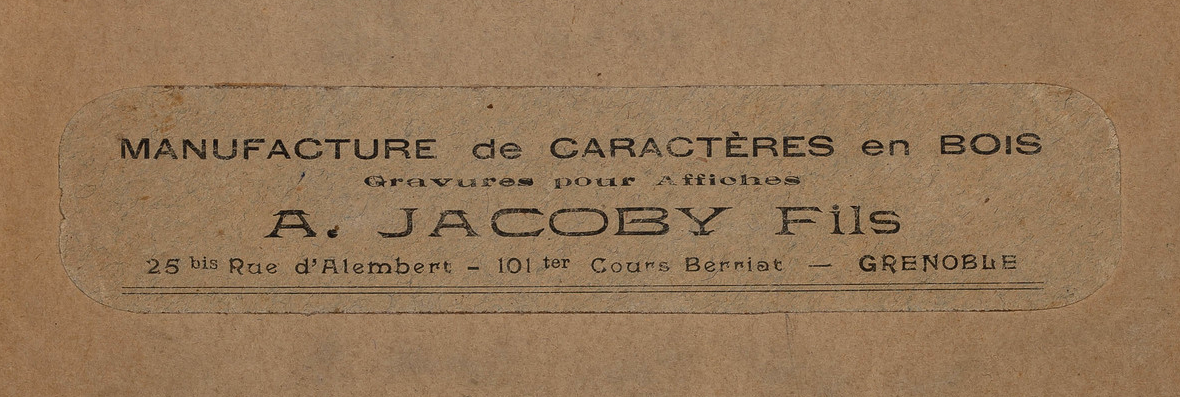 MANUFACTURE de CARACTÈRES en BOIS
Gravures pour Affiches
A. JACOBY Fils
25 bis Rue d'Alembert - 101 ter Cours Berriat — GRENOBLE